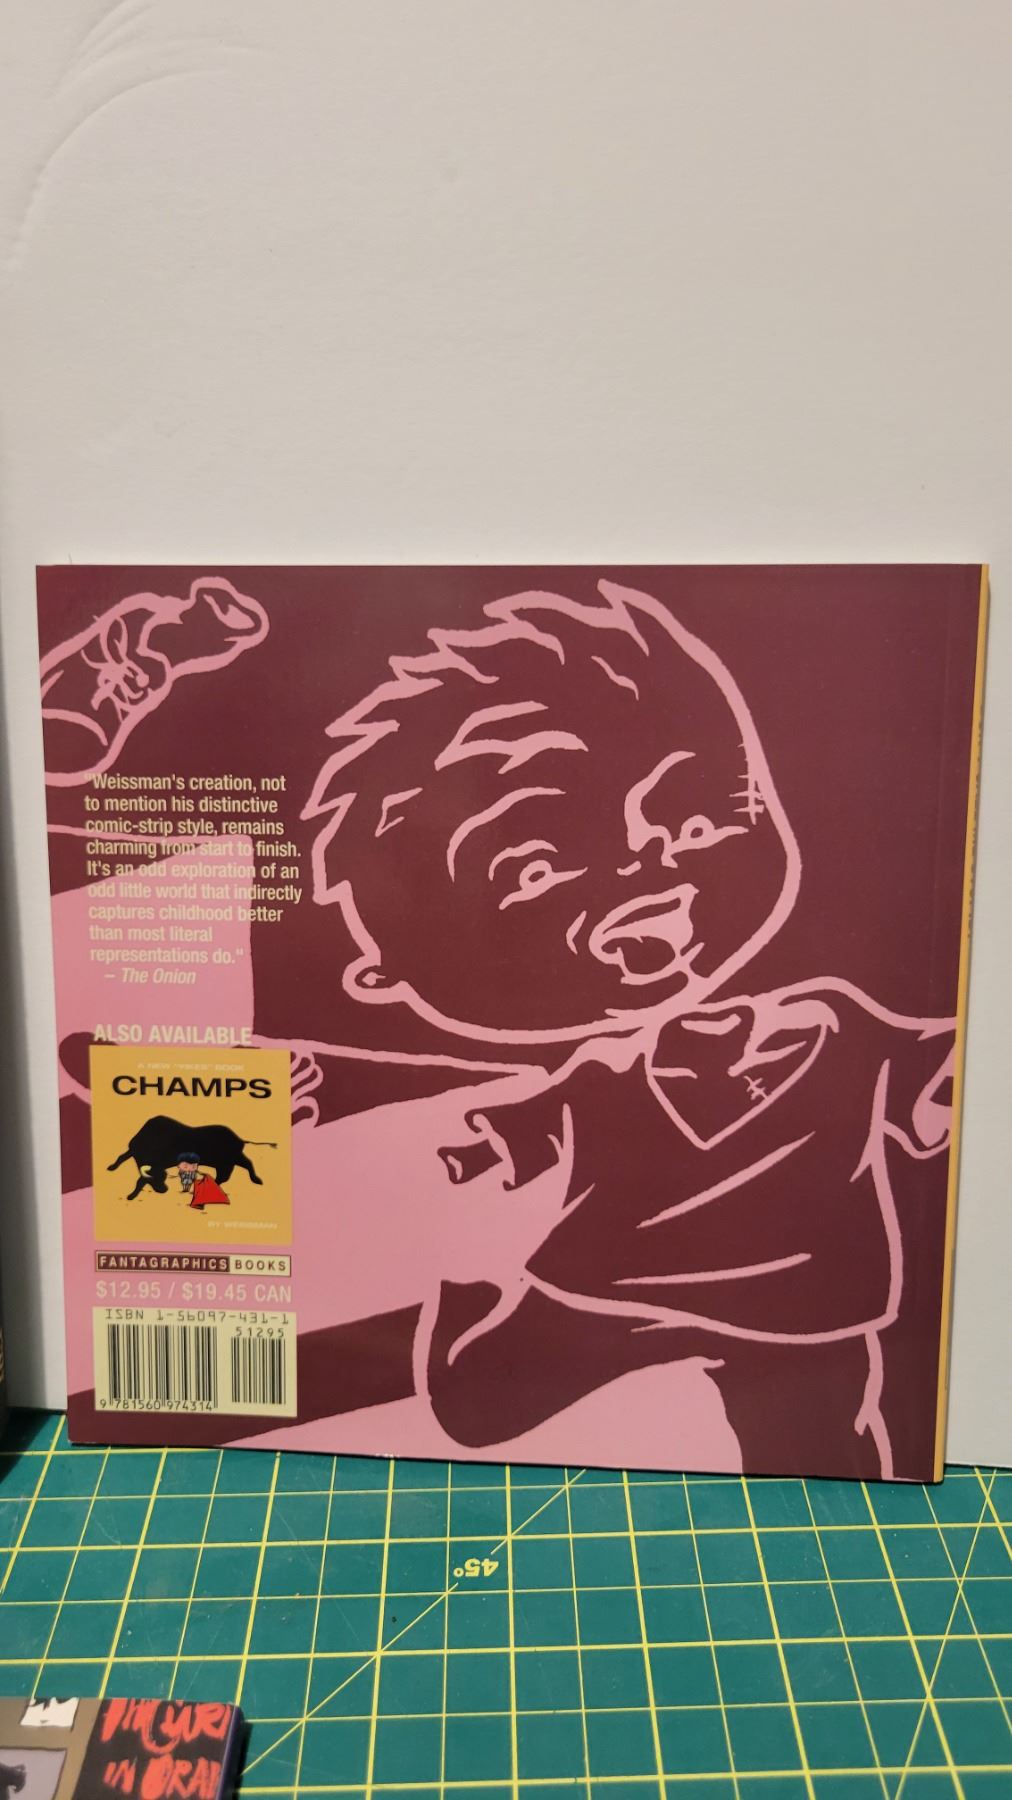 "Weissman's creation, not
to mention his distinctive
comic-strip style, remains
charming from start to finish.
It's an odd exploration of an
odd little world that indirectly
captures childhood better
than most literal
representations do."
– The Onion
ALSO AVAILABLE
A NEW "YIKES" BOOK
CHAMPS
BY WEISSMAN
FANTAGRAPHICS BOOKS
$12.95 / $19.45 CAN
ISBN 1-56097-431-1
51295
9 781560 974314
45°
IN